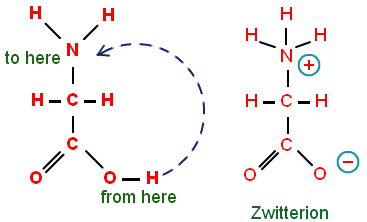 H H
to here N
H C H
C
O O H
from here
H
H H
N +
H C H
C
O O −
Zwitterion